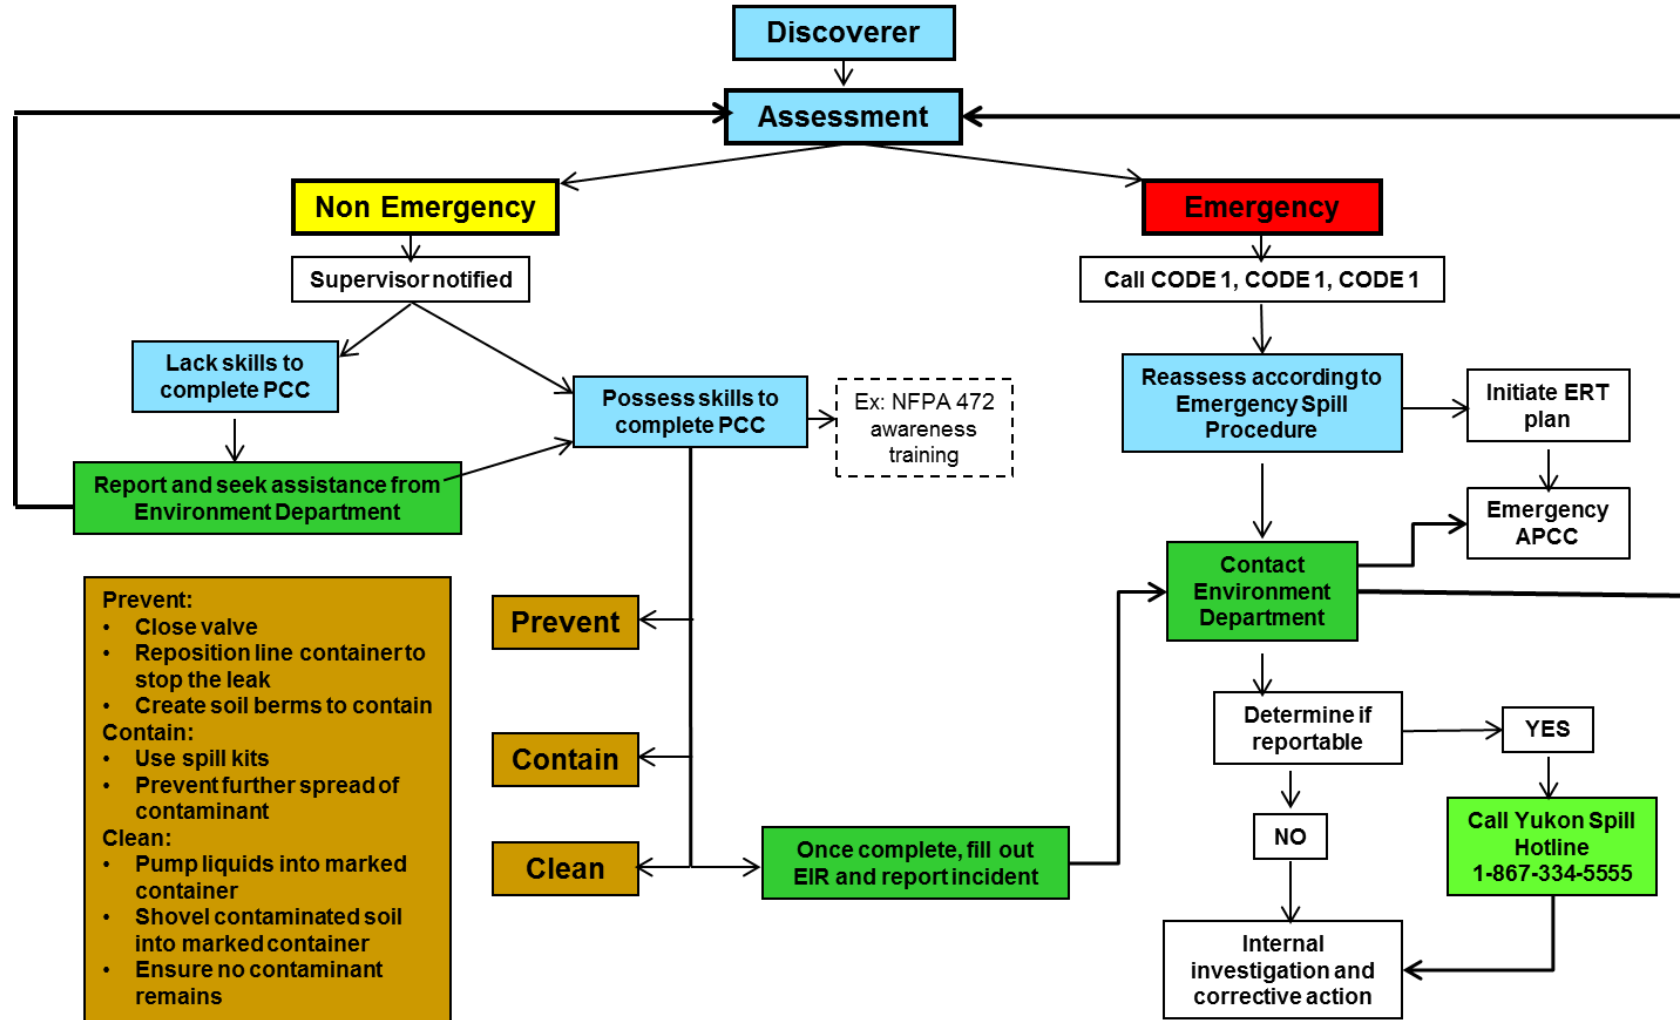 Discoverer
Assessment
Non Emergency
Emergency
Supervisor notified
Call CODE 1, CODE 1, CODE 1
Lack skills to
complete PCC
Possess skills to
complete PCC
Ex: NFPA 472
awareness
training
Reassess according to
Emergency Spill
Procedure
Initiate ERT
plan
Report and seek assistance from
Environment Department
Emergency
APCC
Contact
Environment
Department
Prevent:
• Close valve
• Reposition line container to
stop the leak
• Create soil berms to contain
Contain:
• Use spill kits
• Prevent further spread of
contaminant
Clean:
• Pump liquids into marked
container
• Shovel contaminated soil
into marked container
• Ensure no contaminant
remains
Prevent
Contain
Clean
Once complete, fill out
EIR and report incident
Determine if
reportable
YES
NO
Call Yukon Spill
Hotline
1-867-334-5555
Internal
investigation and
corrective action